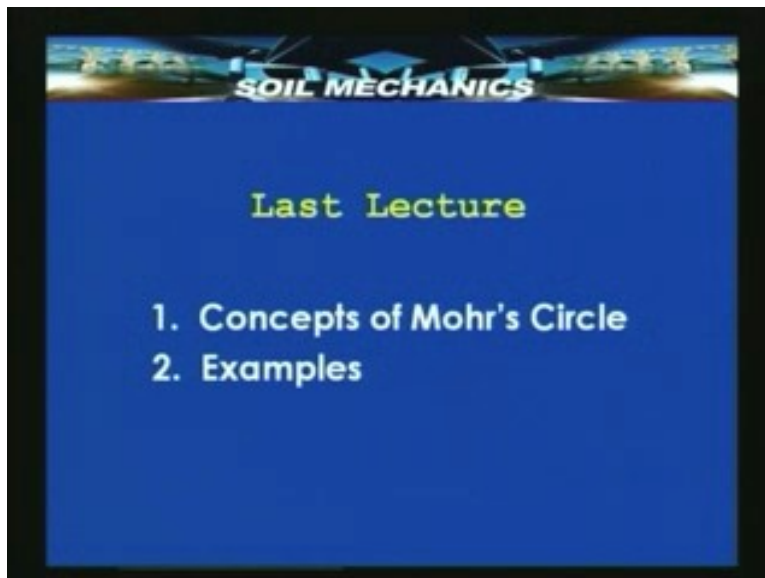 SOIL MECHANICS
Last Lecture
1. Concepts of Mohr's Circle
2. Examples